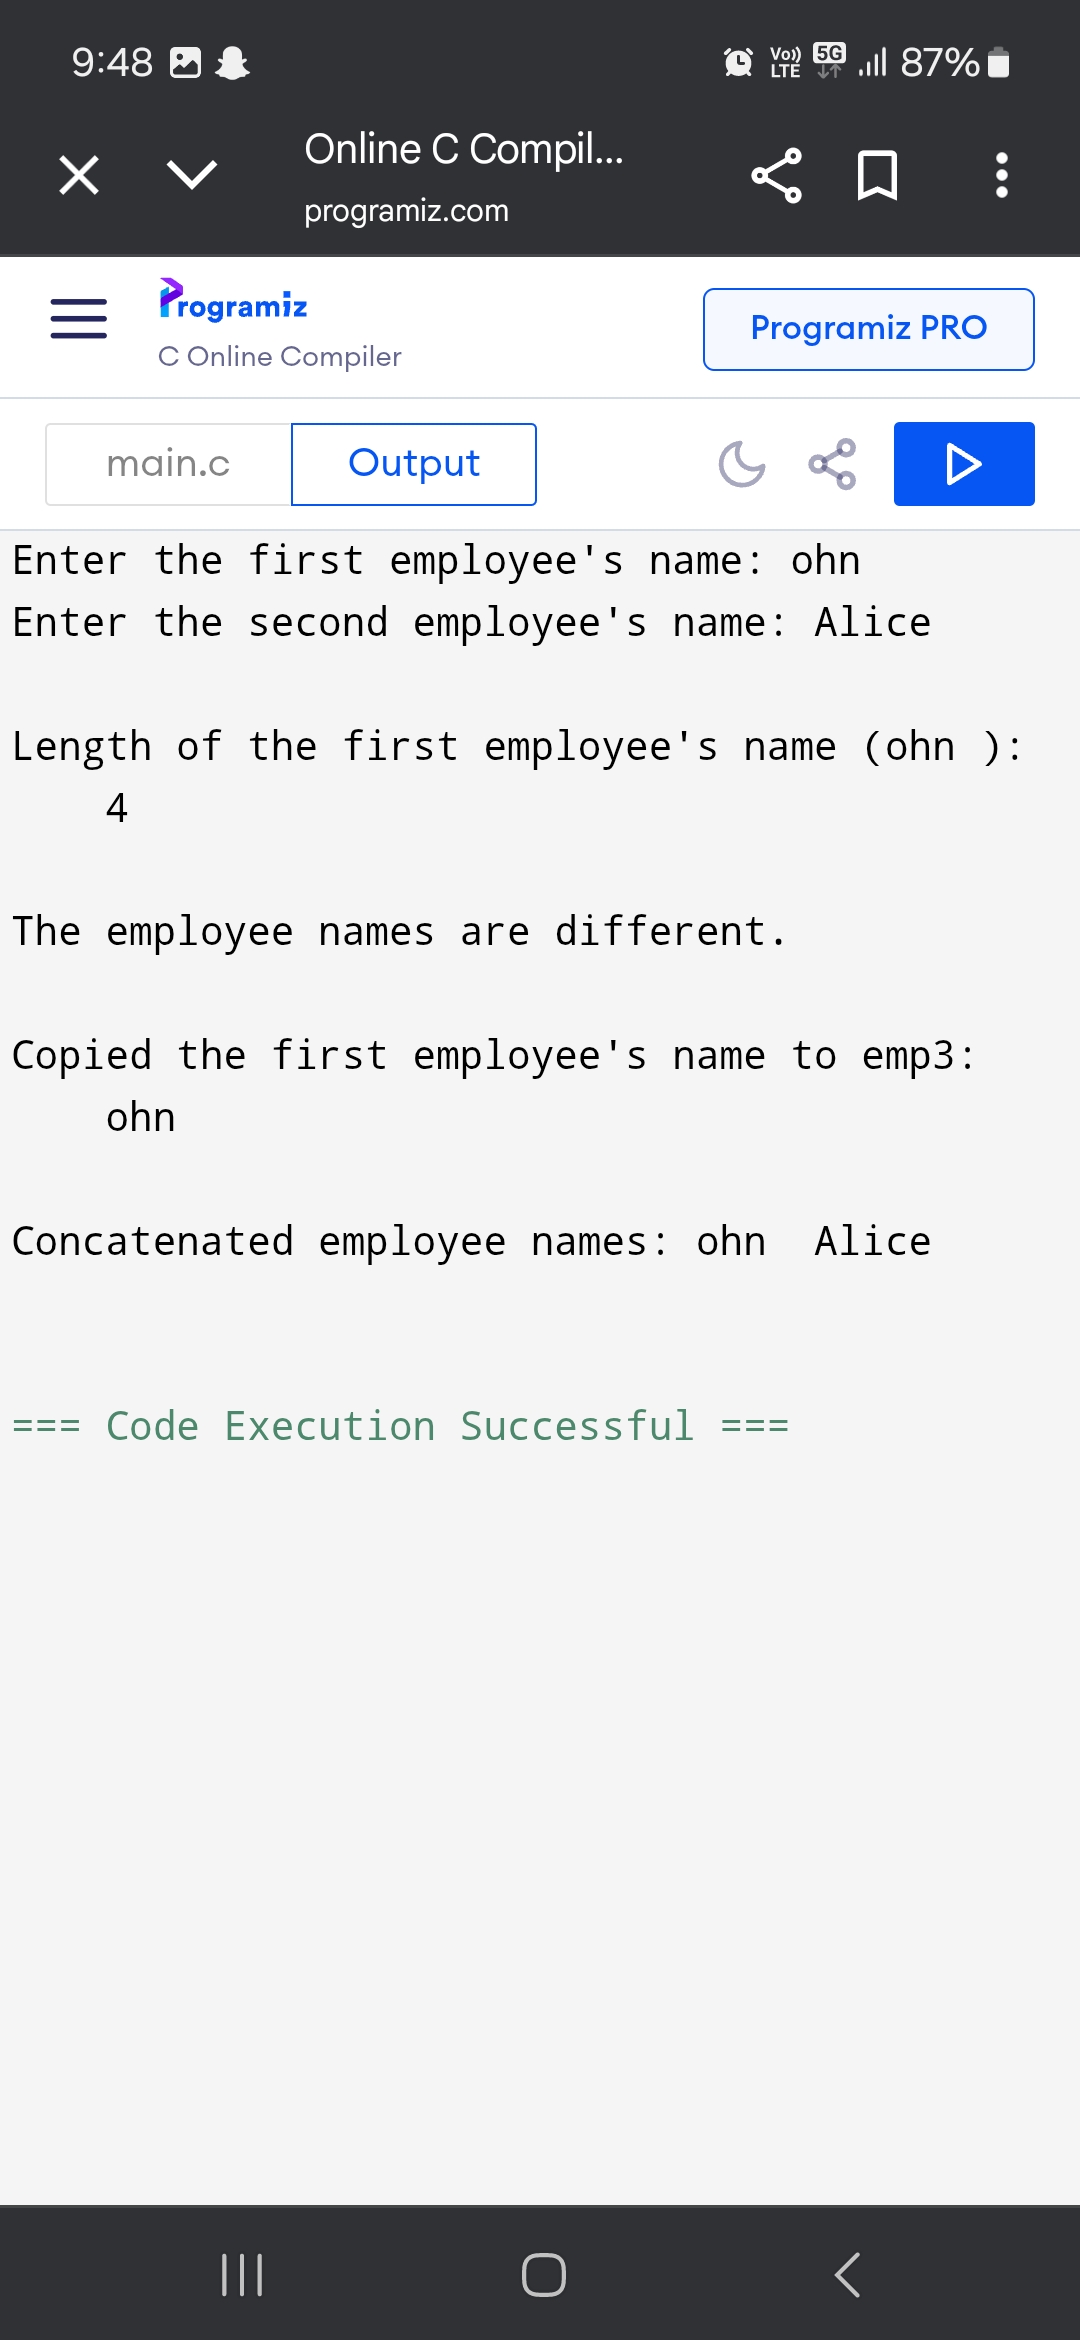 9:48
Vo)) LTE 5G 87%
Online C Compil...
programiz.com
Programiz
C Online Compiler
Programiz PRO
main.c Output
Enter the first employee's name: ohn
Enter the second employee's name: Alice
Length of the first employee's name (ohn ):
4
The employee names are different.
Copied the first employee's name to emp3:
ohn
Concatenated employee names: ohn  Alice
=== Code Execution Successful ===